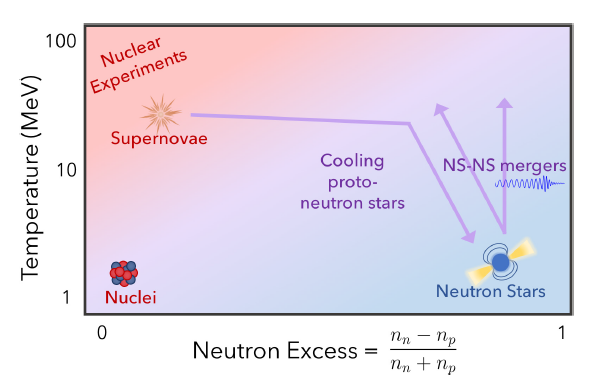 100
Nuclear
Experiments
Supernovae
Temperature (MeV)
10
Cooling
proto-
neutron stars
NS-NS mergers
1
Nuclei
Neutron Stars
0
1
Neutron Excess = \frac{n_n - n_p}{n_n + n_p}